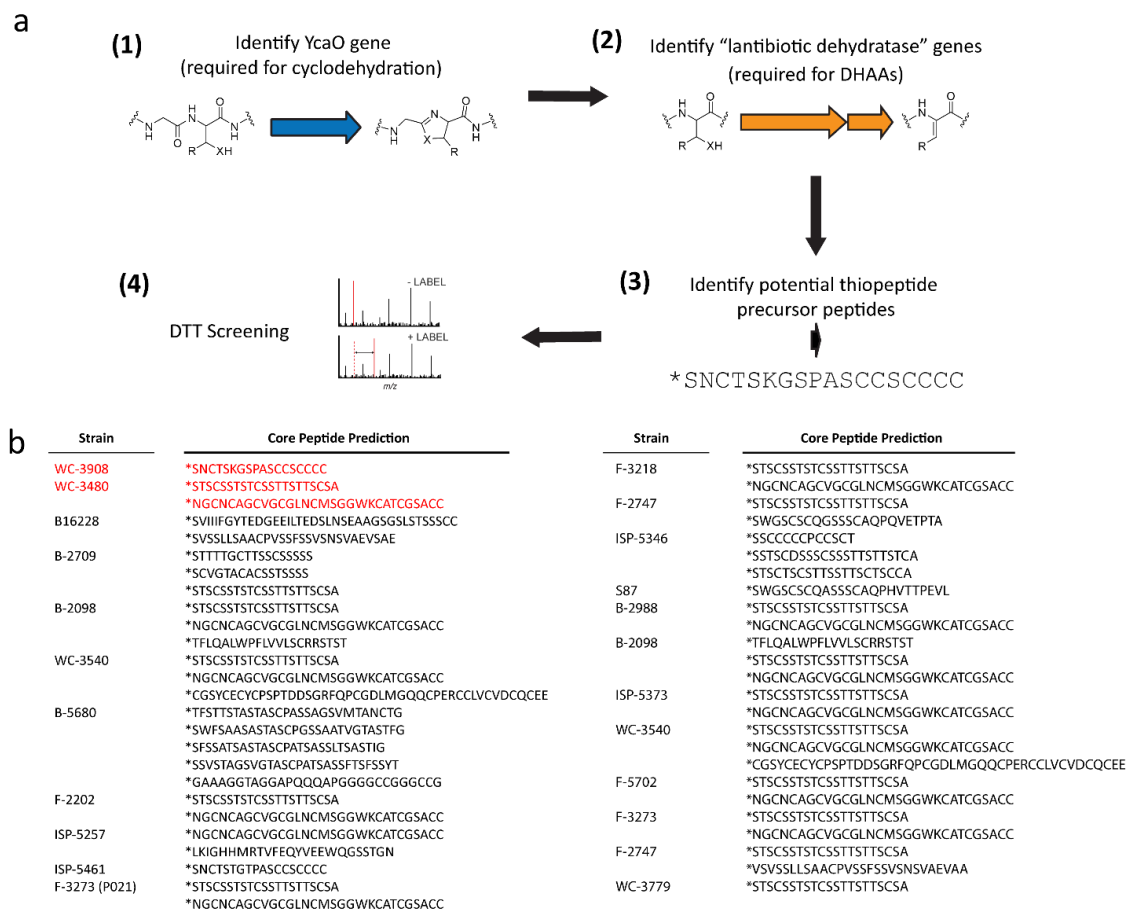 a
(1)
Identify YcaO gene
(required for cyclodehydration)
(2)
Identify “lantibiotic dehydratase” genes
(required for DHAAs)
H
N
O
N
H
O
R
XH
N
H
N
H
N
X
O
N
H
R
H
N
O
R
XH
H
N
O
R
(4)
DTT Screening
- LABEL
+ LABEL
m/z
(3)
Identify potential thiopeptide
precursor peptides
*SNCTSKGSPASCCSCCCC
b
Strain Core Peptide Prediction
WC-3908 *SNCTSKGSPASCCSCCCC
WC-3480 *STSCSSTSTCSSTTSTTSCSA
*NGCNCAGCVGCGLNCMSGGWKCATCGSACC
B16228 *SVIIIFGYTEDGEEILTEDSLNSEAAGSGSLSTSSSCC
*SVSSLLSAACPVSSFSSVSNSVAEVSAE
B-2709 *STTTTGCTTSSCSSSSS
*SCVGTACACSSTSSSS
*STSCSSTSTCSSTTSTTSCSA
B-2098 *STSCSSTSTCSSTTSTTSCSA
*NGCNCAGCVGCGLNCMSGGWKCATCGSACC
*TFLQALWPFLVVLSCRRSTST
WC-3540 *STSCSSTSTCSSTTSTTSCSA
*NGCNCAGCVGCGLNCMSGGWKCATCGSACC
*CGSYCECYCPSPTDDSGRFQPCGDLMGQQCPERCCLVCVDCQCEE
B-5680 *TFSTTSTASTASCPASSAGSVMTANCTG
*SWFSAASASTASCPGSSAATVGTASTFG
*SFSSATSASTASCPATSASSLTSASTIG
*SSVSTAGSVGTASCPATSASSFTSFSSYT
*GAAAGGTAGGAPQQQAPGGGGCCGGGCCG
F-2202 *STSCSSTSTCSSTTSTTSCSA
*NGCNCAGCVGCGLNCMSGGWKCATCGSACC
ISP-5257 *NGCNCAGCVGCGLNCMSGGWKCATCGSACC
*LKIGHHMRTVFEQYVEEWQGSSTGN
ISP-5461 *SNCTSTGTPASCCSCCCC
F-3273 (P021) *STSCSSTSTCSSTTSTTSCSA
*NGCNCAGCVGCGLNCMSGGWKCATCGSACC
Strain Core Peptide Prediction
F-3218 *STSCSSTSTCSSTTSTTSCSA
*NGCNCAGCVGCGLNCMSGGWKCATCGSACC
F-2747 *STSCSSTSTCSSTTSTTSCSA
*SWGSCSCQGSSSCAQPQVETPTA
ISP-5346 *SSCCCCCPCCSCT
*SSTSCDSSSCSSSTTSTTSTCA
*STSCTSCSTTSSTTSCTSCCA
S87 *SWGSCSCQASSSCAQPHVTTPEVL
B-2988 *STSCSSTSTCSSTTSTTSCSA
*NGCNCAGCVGCGLNCMSGGWKCATCGSACC
B-2098 *TFLQALWPFLVVLSCRRSTST
*STSCSSTSTCSSTTSTTSCSA
*NGCNCAGCVGCGLNCMSGGWKCATCGSACC
ISP-5373 *STSCSSTSTCSSTTSTTSCSA
*NGCNCAGCVGCGLNCMSGGWKCATCGSACC
WC-3540 *STSCSSTSTCSSTTSTTSCSA
*NGCNCAGCVGCGLNCMSGGWKCATCGSACC
*CGSYCECYCPSPTDDSGRFQPCGDLMGQQCPERCCLVCVDCQCEE
F-5702 *STSCSSTSTCSSTTSTTSCSA
*NGCNCAGCVGCGLNCMSGGWKCATCGSACC
F-3273 *STSCSSTSTCSSTTSTTSCSA
*NGCNCAGCVGCGLNCMSGGWKCATCGSACC
F-2747 *STSCSSTSTCSSTTSTTSCSA
*VSVSSLLSAACPVSSFSSVSNSVAEVAA
WC-3779 *STSCSSTSTCSSTTSTTSCSA